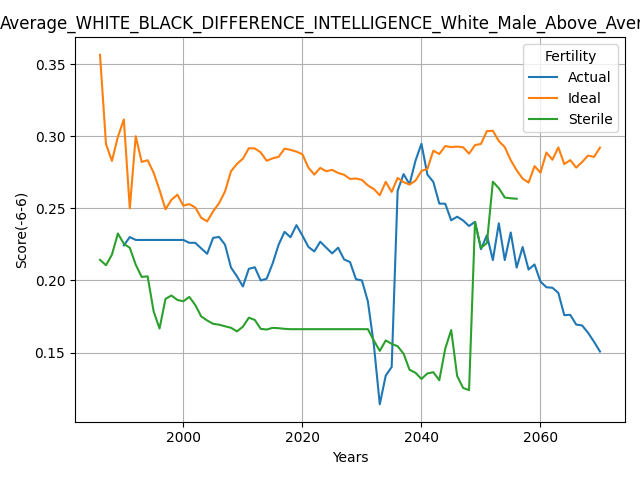 Average_WHITE_BLACK_DIFFERENCE_INTELLIGENCE_White_Male_Above_Aver
Fertility
Actual
Ideal
Sterile
Score(-6-6)
0.35
0.30
0.25
0.20
0.15
2000
2020
2040
2060
Years